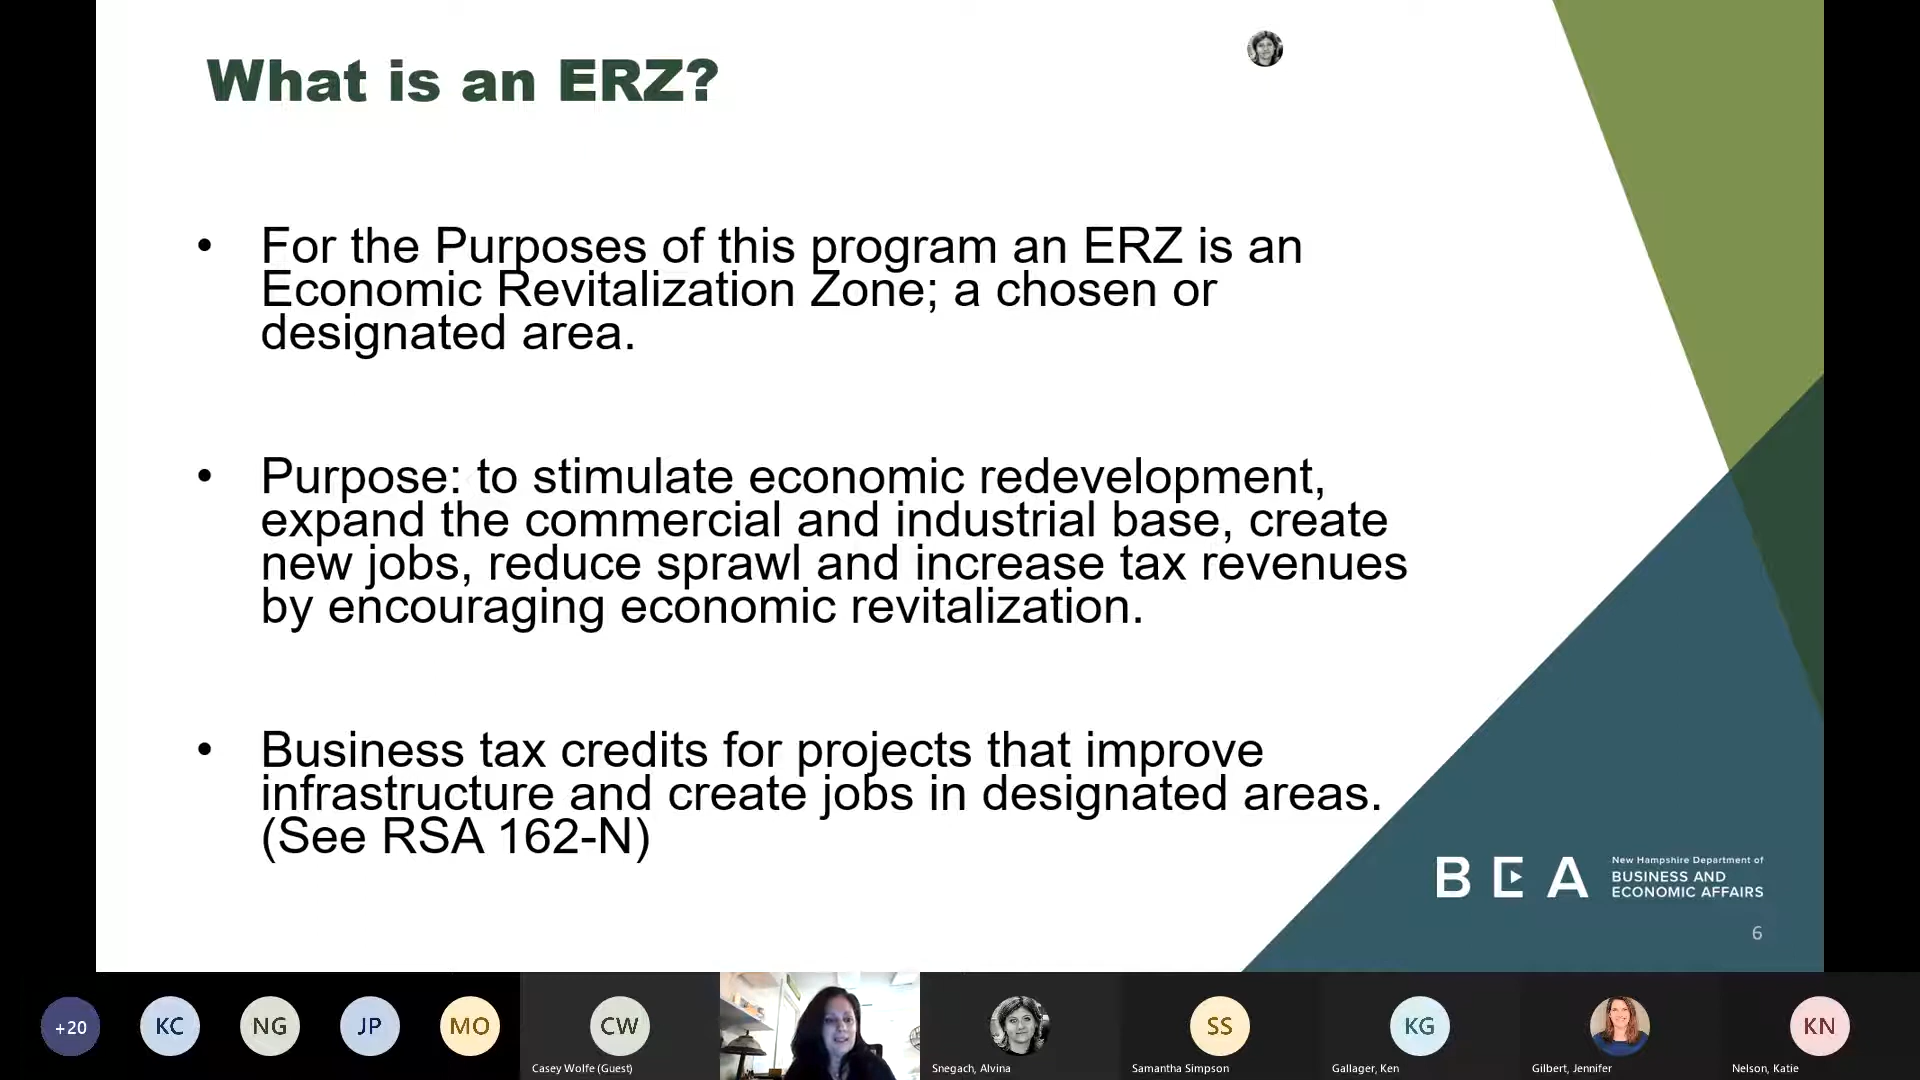 What is an ERZ?
• For the Purposes of this program an ERZ is an
Economic Revitalization Zone; a chosen or
designated area.
• Purpose: to stimulate economic redevelopment,
expand the commercial and industrial base, create
new jobs, reduce sprawl and increase tax revenues
by encouraging economic revitalization.
• Business tax credits for projects that improve
infrastructure and create jobs in designated areas.
(See RSA 162-N)
BEA
New Hampshire Department of
BUSINESS AND
ECONOMIC AFFAIRS
6
+20
KC
NG
JP
MO
CW
Casey Wolfe (Guest)
Snegach, Alvina
SS
Samantha Simpson
KG
Gallager, Ken
Gilbert, Jennifer
KN
Nelson, Katie